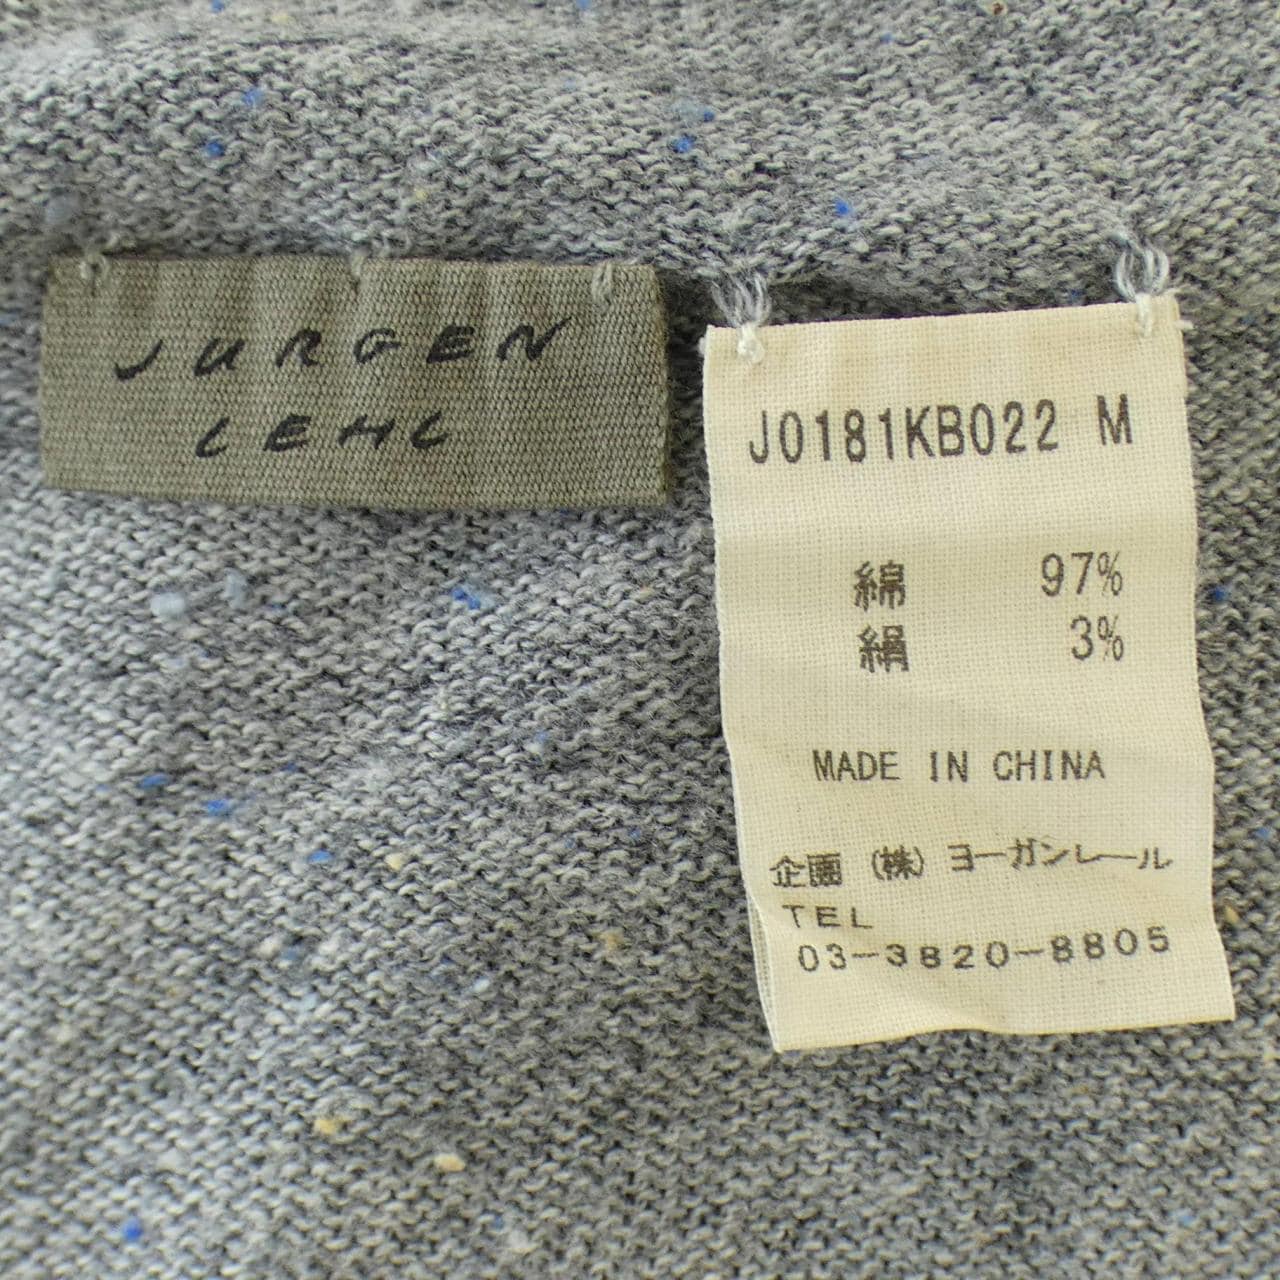 JURGEN
LEHL
J0181KB022 M
綿 97%
絹 3%
MADE IN CHINA
企画 (株) ヨーガンレール
TEL
03-3820-8805